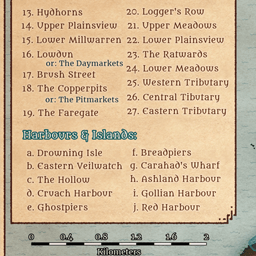 13. Hydhorns
14. Upper Plainsview
15. Lower Millwarren
16. Lowdun
or: The Daymarkets
17. Brush Street
18. The Copperpits
or: The Pitmarkets
19. The Faregate
20. Logger's Row
21. Upper Meadows
22. Lower Plainsview
23. The Ratwards
24. Lower Meadows
25. Western Tributary
26. Central Tibutary
27. Eastern Tributary
Harbours & Islands:
a. Drowning Isle
b. Eastern Veilwatch
c. The Hollow
d. Cruach Harbour
e. Ghostpiers
f. Breadpiers
g. Carahad's Wharf
h. Ashland Harbour
i. Gollian Harbour
j. Red Harbour
0 0.4 0.8 1.2 1.6 2
Kilometers